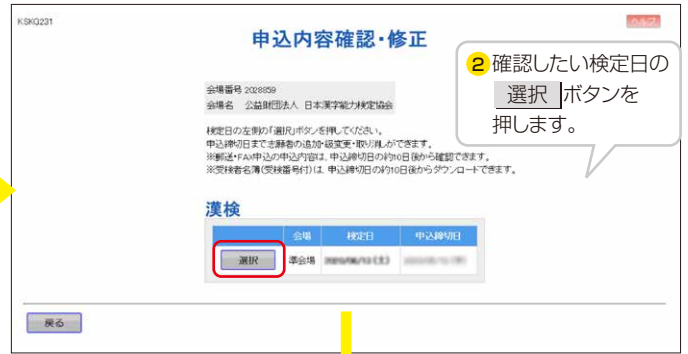 KSKG231
ヘルプ
申込内容確認・修正
2 確認したい検定日の
選択 ボタンを
押します。
会場番号 2028859
会場名 公益財団法人 日本漢字能力検定協会
検定日の左側の「選択」ボタンを押してください。
申込締切日まで志願者の追加・級変更・取り消しができます。
※郵送・FAX申込の申込内容は、申込締切日の約10日後から確認できます。
※受検者名簿(受検番号付)は、申込締切日の約10日後からダウンロードできます。
漢検
会場 検定日 申込締切日
選択 準会場
戻る